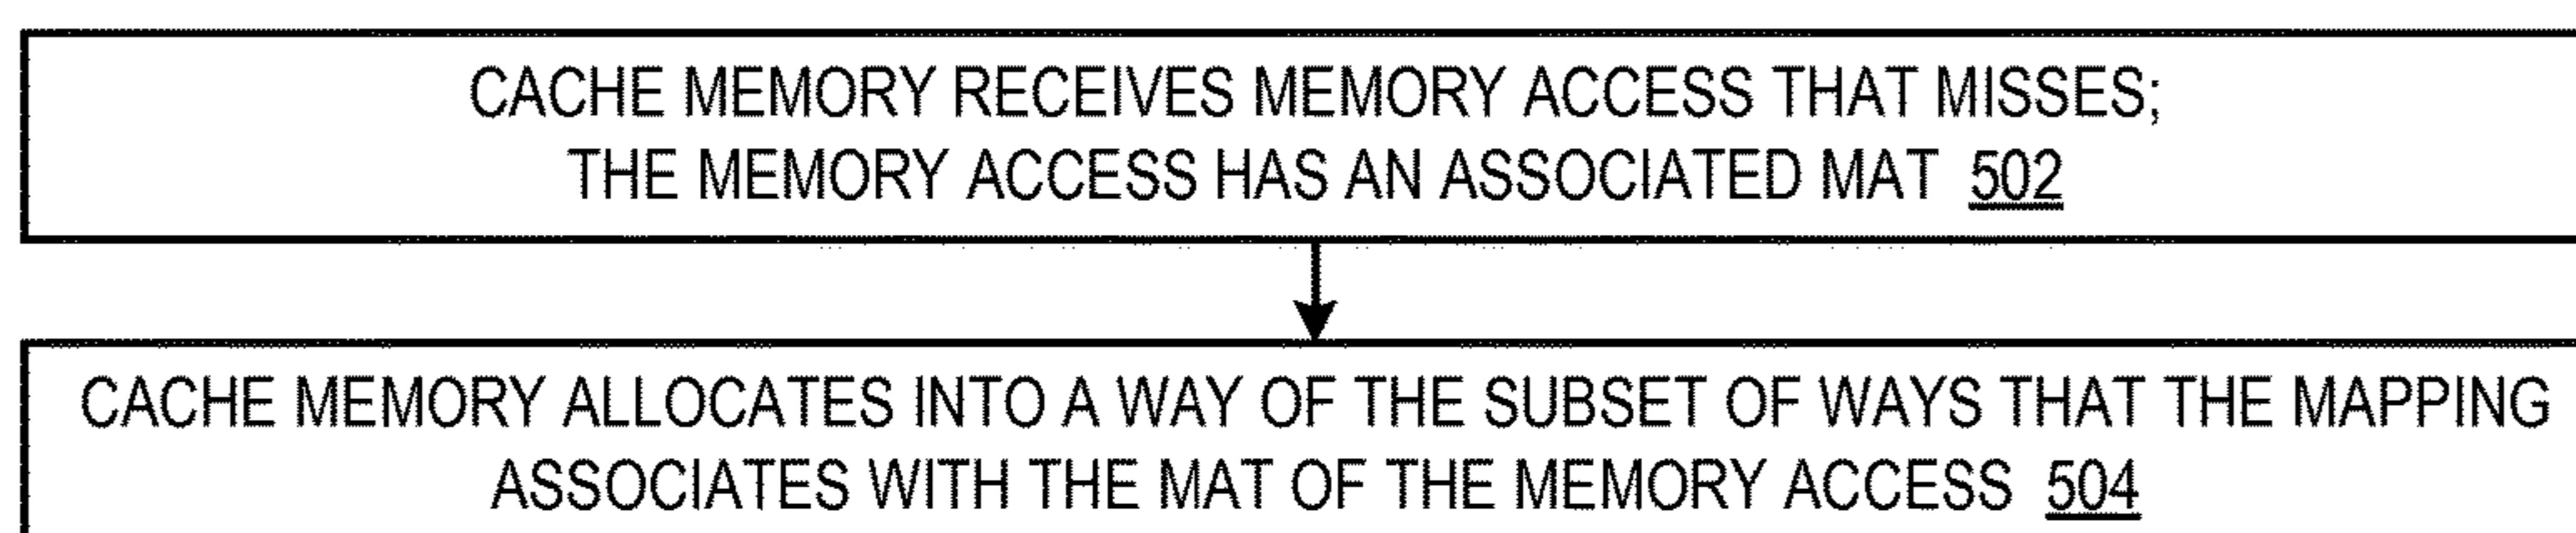 CACHE MEMORY RECEIVES MEMORY ACCESS THAT MISSES;
THE MEMORY ACCESS HAS AN ASSOCIATED MAT 502
CACHE MEMORY ALLOCATES INTO A WAY OF THE SUBSET OF WAYS THAT THE MAPPING
ASSOCIATES WITH THE MAT OF THE MEMORY ACCESS 504